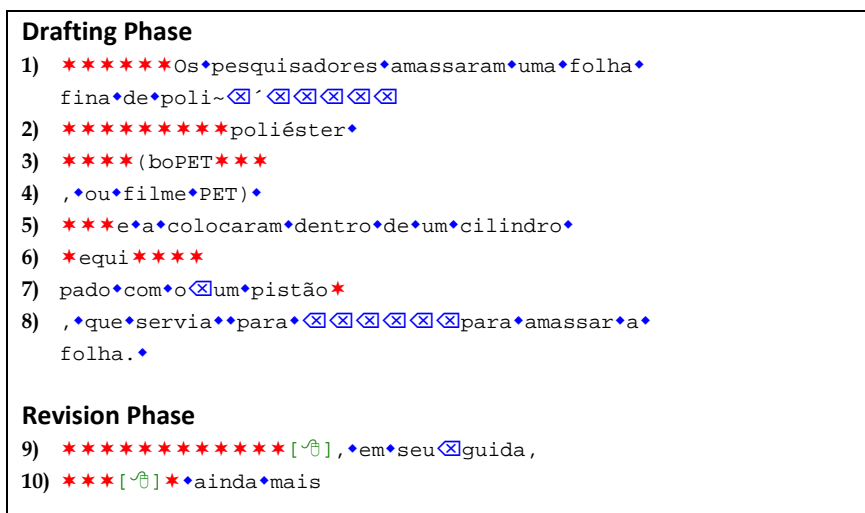 Drafting Phase
1) ✶✶✶✶✶✶Os◆pesquisadores◆amassaram◆uma◆folha◆
fina◆de◆poli~⌫´⌫⌫⌫⌫⌫
2) ✶✶✶✶✶✶✶✶✶poliéster◆
3) ✶✶✶✶(boPET✶✶✶
4) ,◆ou◆filme◆PET)◆
5) ✶✶✶e◆a◆colocaram◆dentro◆de◆um◆cilindro◆
6) ✶equi✶✶✶✶
7) pado◆com◆o⌫um◆pistão✶
8) ,◆que◆servia◆◆para◆⌫⌫⌫⌫⌫⌫para◆amassar◆a◆
folha.◆
Revision Phase
9) ✶✶✶✶✶✶✶✶✶✶✶✶[🖰],◆em◆seu⌫guida,
10) ✶✶✶[🖰]✶◆ainda◆mais